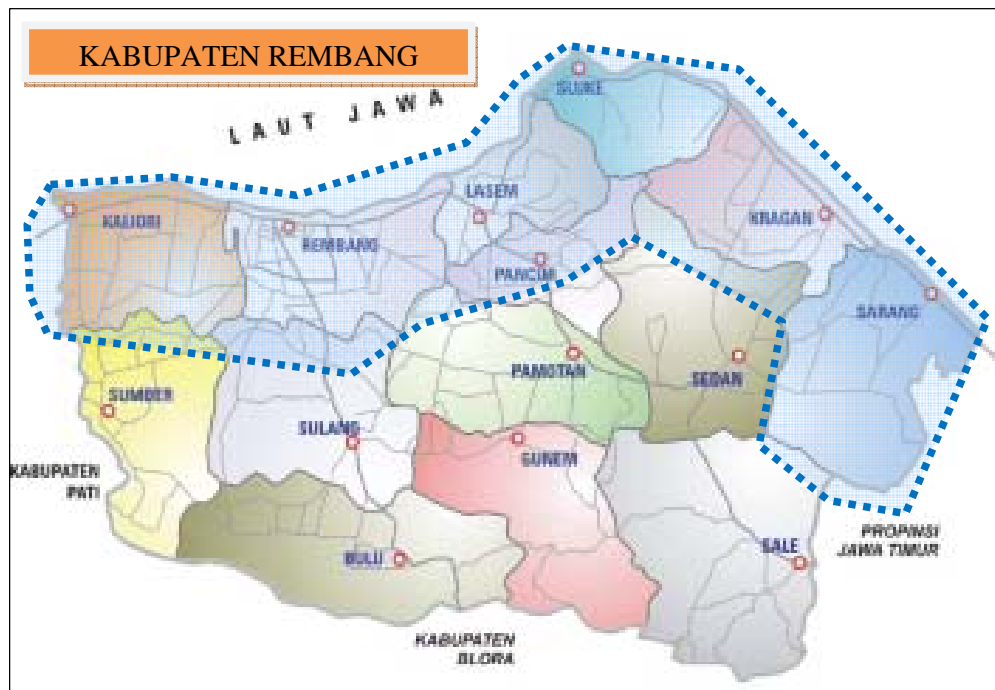 KABUPATEN REMBANG
LAUT JAWA
SLUKE
LASEM
KALIORI
KRAGAN
REMBANG
PANCUR
SARANG
PAMOTAN
SEDAN
SUMBER
SULANG
GUNEM
KABUPATEN
PATI
PROPINSI
JAWA TIMUR
SALE
BULU
KABUPATEN
BLORA